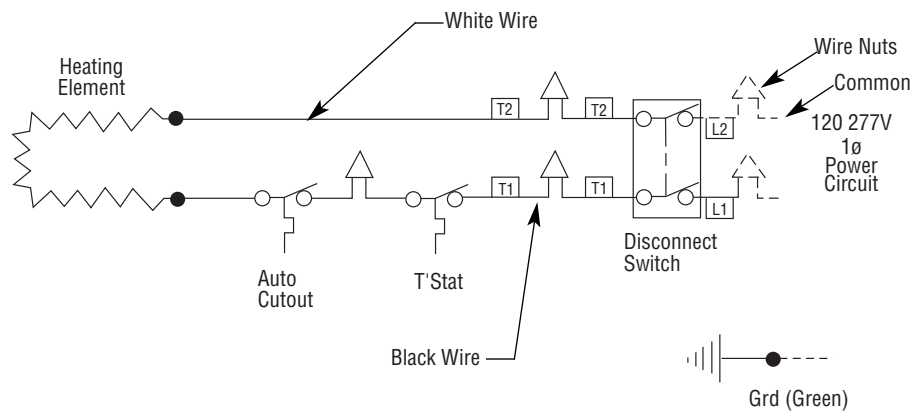 White Wire
Wire Nuts
Heating
Element
Common
T2
T2
L2
120 277V
1ø
Power
Circuit
T1
T1
L1
Disconnect
Switch
Auto
Cutout
T'Stat
Black Wire
Grd (Green)